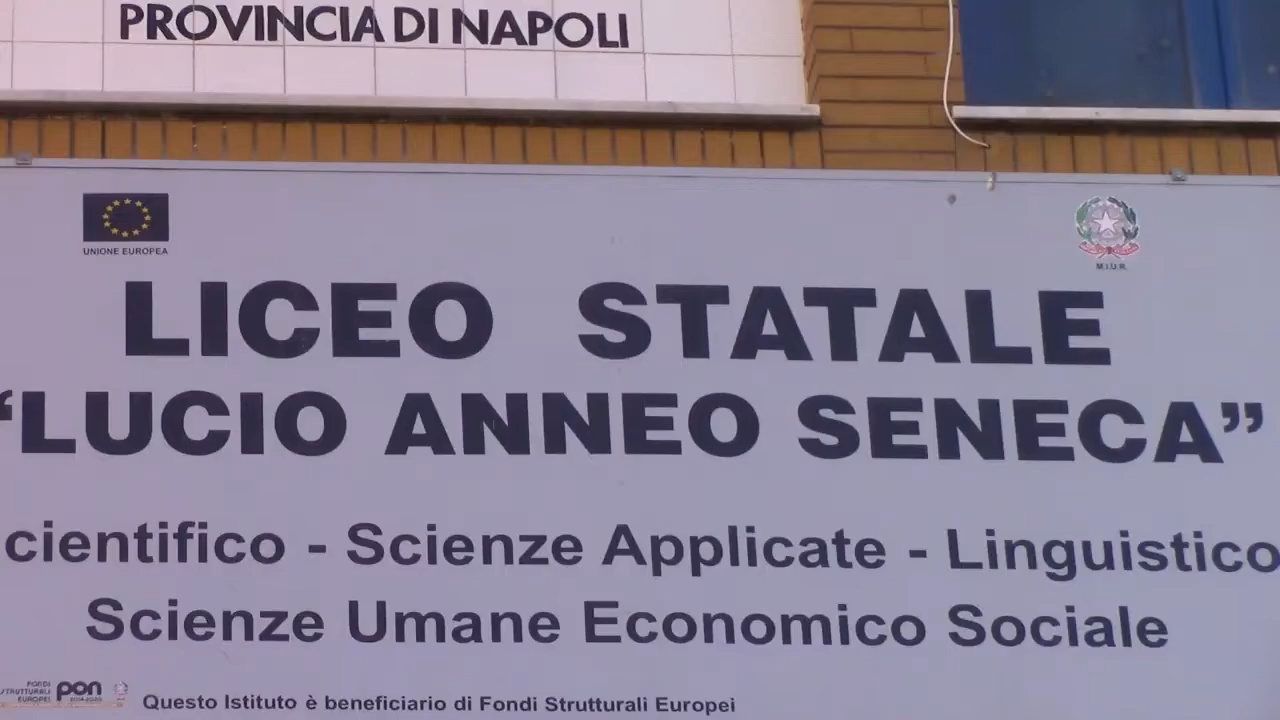 PROVINCIA DI NAPOLI
UNIONE EUROPEA
M.I.U.R.
LICEO STATALE
“LUCIO ANNEO SENECA”
cientifico - Scienze Applicate - Linguistico
Scienze Umane Economico Sociale
FONDI
STRUTTURALI
EUROPEI
pon
2014-2020
Questo Istituto è beneficiario di Fondi Strutturali Europei